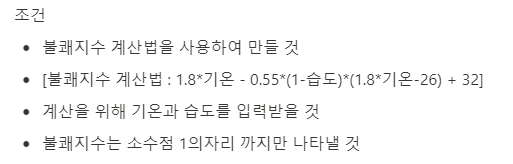 조건
• 불쾌지수 계산법을 사용하여 만들 것
• [불쾌지수 계산법 : 1.8*기온 - 0.55*(1-습도)*(1.8*기온-26) + 32]
• 계산을 위해 기온과 습도를 입력받을 것
• 불쾌지수는 소수점 1의자리 까지만 나타낼 것